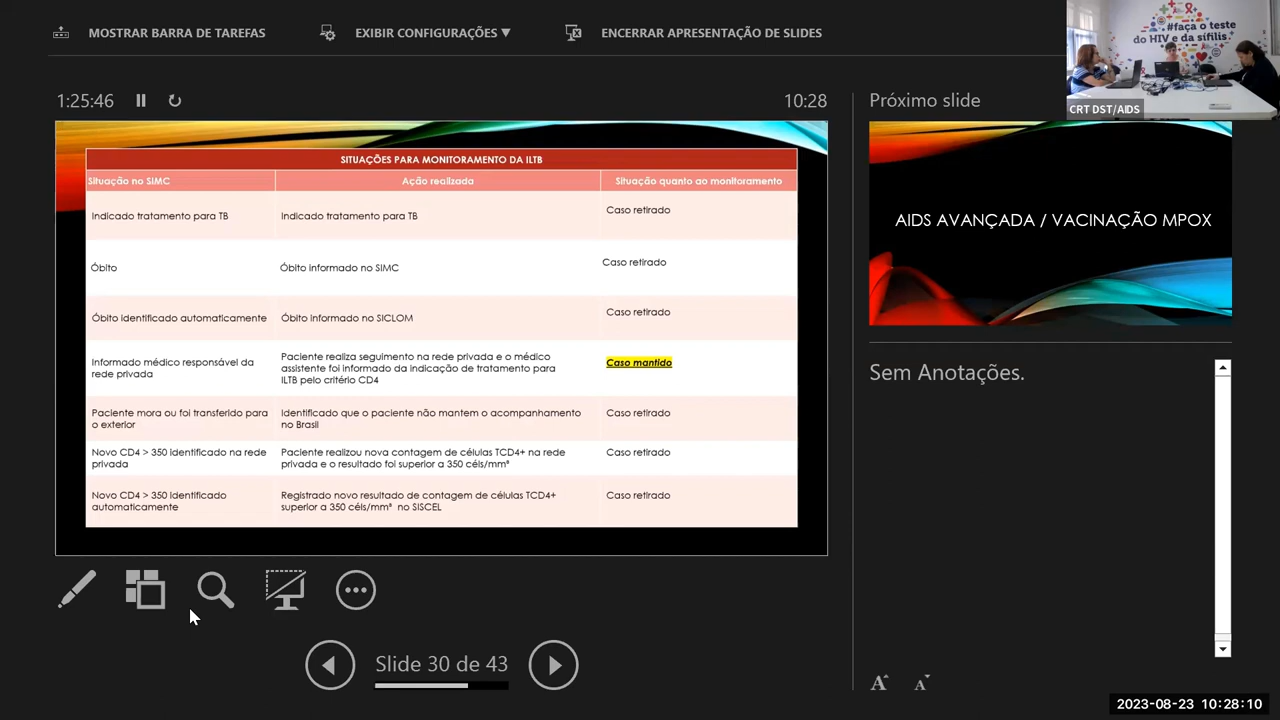 MOSTRAR BARRA DE TAREFAS
EXIBIR CONFIGURAÇÕES ▼
ENCERRAR APRESENTAÇÃO DE SLIDES
#faça o teste
do HIV e da sífilis
CRT DST/AIDS
1:25:46
10:28
Próximo slide
SITUAÇÕES PARA MONITORAMENTO DA ILTB
Situação no SIMC
Ação realizada
Situação quanto ao monitoramento
Indicado tratamento para TB
Indicado tratamento para TB
Caso retirado
Óbito
Óbito informado no SIMC
Caso retirado
Óbito identificado automaticamente
Óbito informado no SICLOM
Caso retirado
Informado médico responsável da
rede privada
Paciente realiza seguimento na rede privada e o médico
assistente foi informado da indicação de tratamento para
ILTB pelo critério CD4
Caso mantido
Paciente mora ou foi transferido para
o exterior
Identificado que o paciente não mantem o acompanhamento
no Brasil
Caso retirado
Novo CD4 > 350 identificado na rede
privada
Paciente realizou nova contagem de células TCD4+ na rede
privada e o resultado foi superior a 350 céls/mm³
Caso retirado
Novo CD4 > 350 identificado
automaticamente
Registrado novo resultado de contagem de células TCD4+
superior a 350 céls/mm³ no SISCEL
Caso retirado
AIDS AVANÇADA / VACINAÇÃO MPOX
Sem Anotações.
Slide 30 de 43
A A
2023-08-23 10:28:10